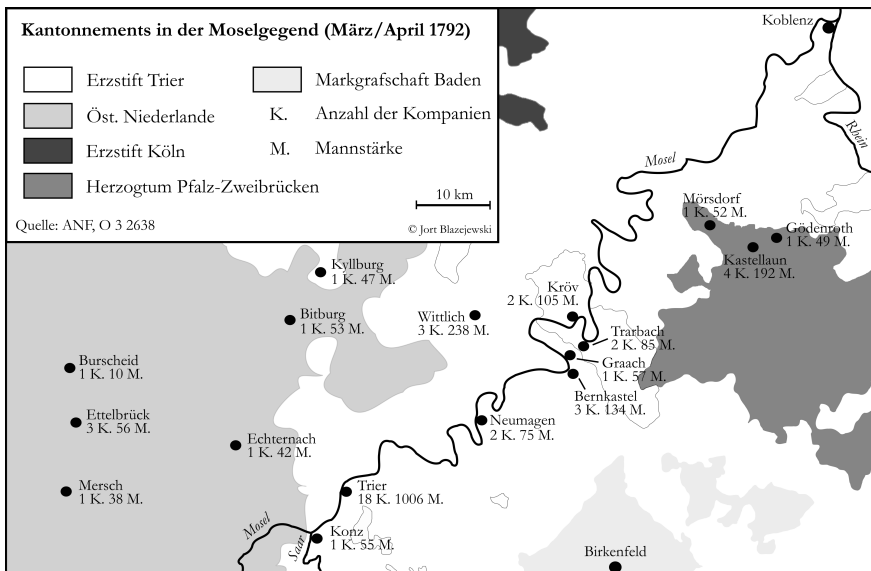 Kantonnements in der Moselgegend (März/April 1792)
Erzstift Trier
Öst. Niederlande
Erzstift Köln
Herzogtum Pfalz-Zweibrücken
Markgrafschaft Baden
K. Anzahl der Kompanien
M. Mannstärke
10 km
Quelle: ANF, O 3 2638
© Jort Blazejewski
Koblenz
Rhein
Mosel
Mörsdorf
1 K. 52 M.
Gödenroth
1 K. 49 M.
Kastellaun
4 K. 192 M.
Kyllburg
1 K. 47 M.
Kröv
2 K. 105 M.
Bitburg
1 K. 53 M.
Wittlich
3 K. 238 M.
Trarbach
2 K. 85 M.
Graach
1 K. 57 M.
Bernkastel
3 K. 134 M.
Burscheid
1 K. 10 M.
Ettelbrück
3 K. 56 M.
Neumagen
2 K. 75 M.
Echternach
1 K. 42 M.
Mersch
1 K. 38 M.
Trier
18 K. 1006 M.
Mosel
Saar
Konz
1 K. 55 M.
Birkenfeld